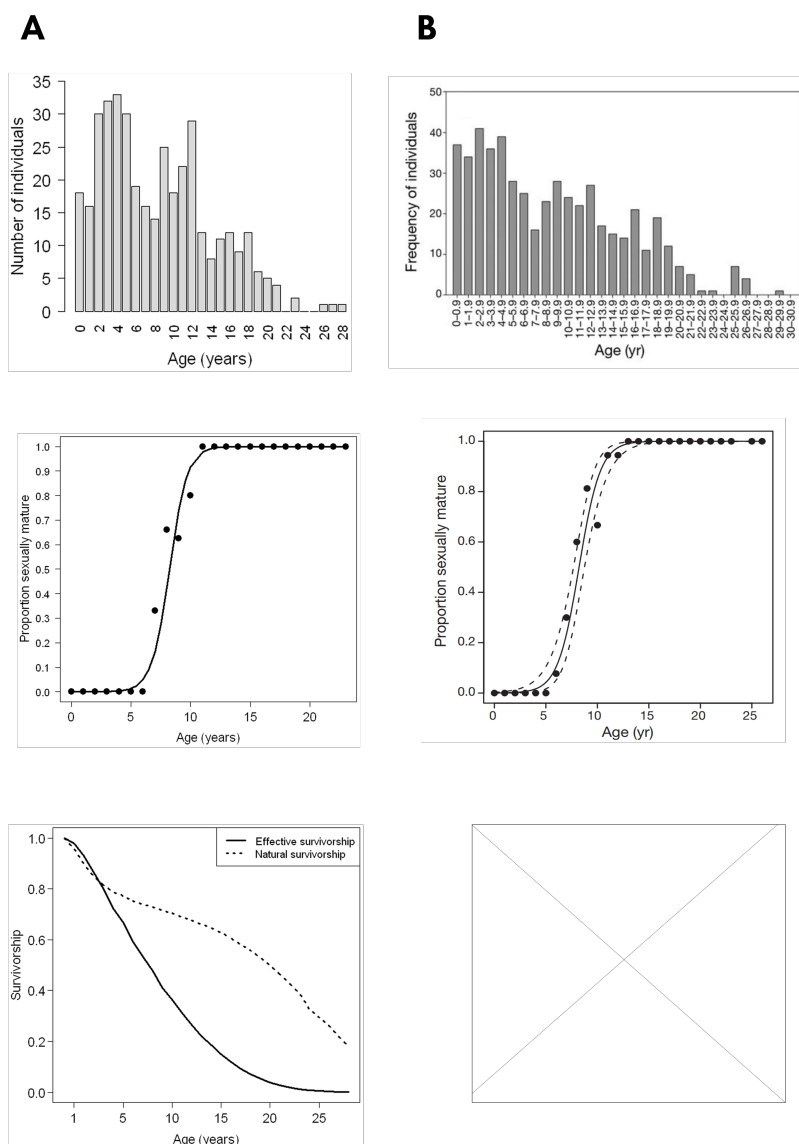 A
B
35
30
25
20
15
10
5
0
Number of individuals
0 2 4 6 8 10 12 14 16 18 20 22 24 26 28
Age (years)
50
40
30
20
10
0
Frequency of individuals
0–0.9 1–1.9 2–2.9 3–3.9 4–4.9 5–5.9 6–6.9 7–7.9 8–8.9 9–9.9 10–10.9 11–11.9 12–12.9 13–13.9 14–14.9 15–15.9 16–16.9 17–17.9 18–18.9 19–19.9 20–20.9 21–21.9 22–22.9 23–23.9 24–24.9 25–25.9 26–26.9 27–27.9 28–28.9 29–29.9 30–30.9
Age (yr)
1.0
0.9
0.8
0.7
0.6
0.5
0.4
0.3
0.2
0.1
0.0
Proportion sexually mature
0 5 10 15 20
Age (years)
1.0
0.8
0.6
0.4
0.2
0.0
Proportion sexually mature
0 5 10 15 20 25
Age (yr)
Effective survivorship
Natural survivorship
1.0
0.8
0.6
0.4
0.2
0.0
Survivorship
1 5 10 15 20 25
Age (years)